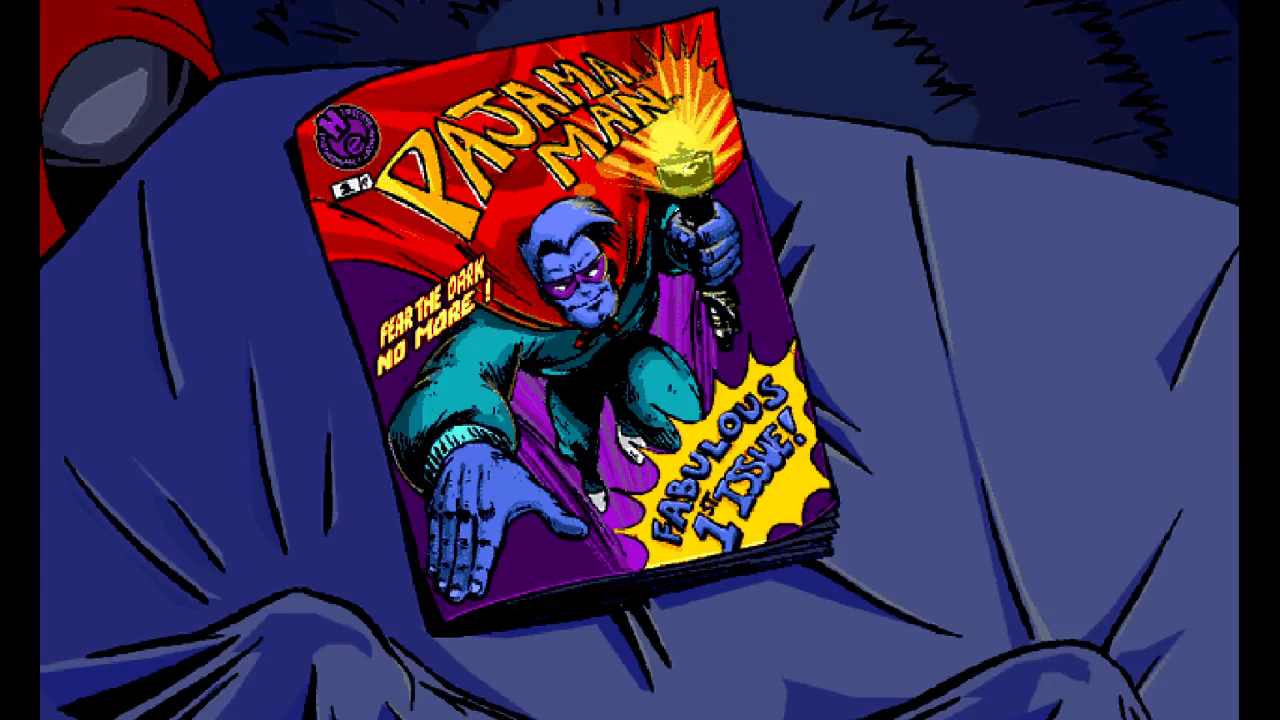 PAJAMA
MAN
FEAR THE DARK
NO MORE!
FABULOUS
1ST ISSUE!